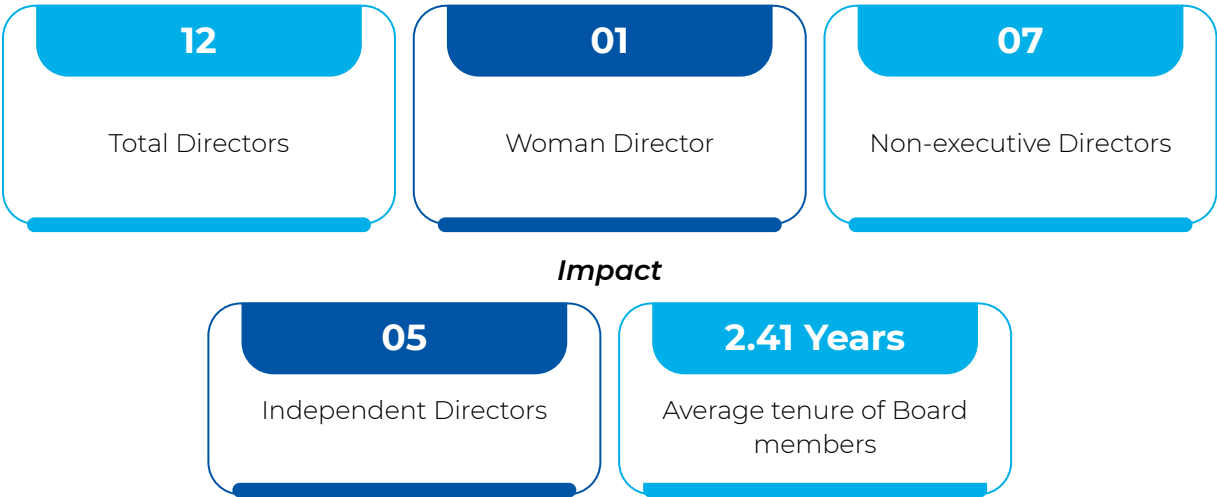 12
Total Directors
01
Woman Director
07
Non-executive Directors
Impact
05
Independent Directors
2.41 Years
Average tenure of Board
members